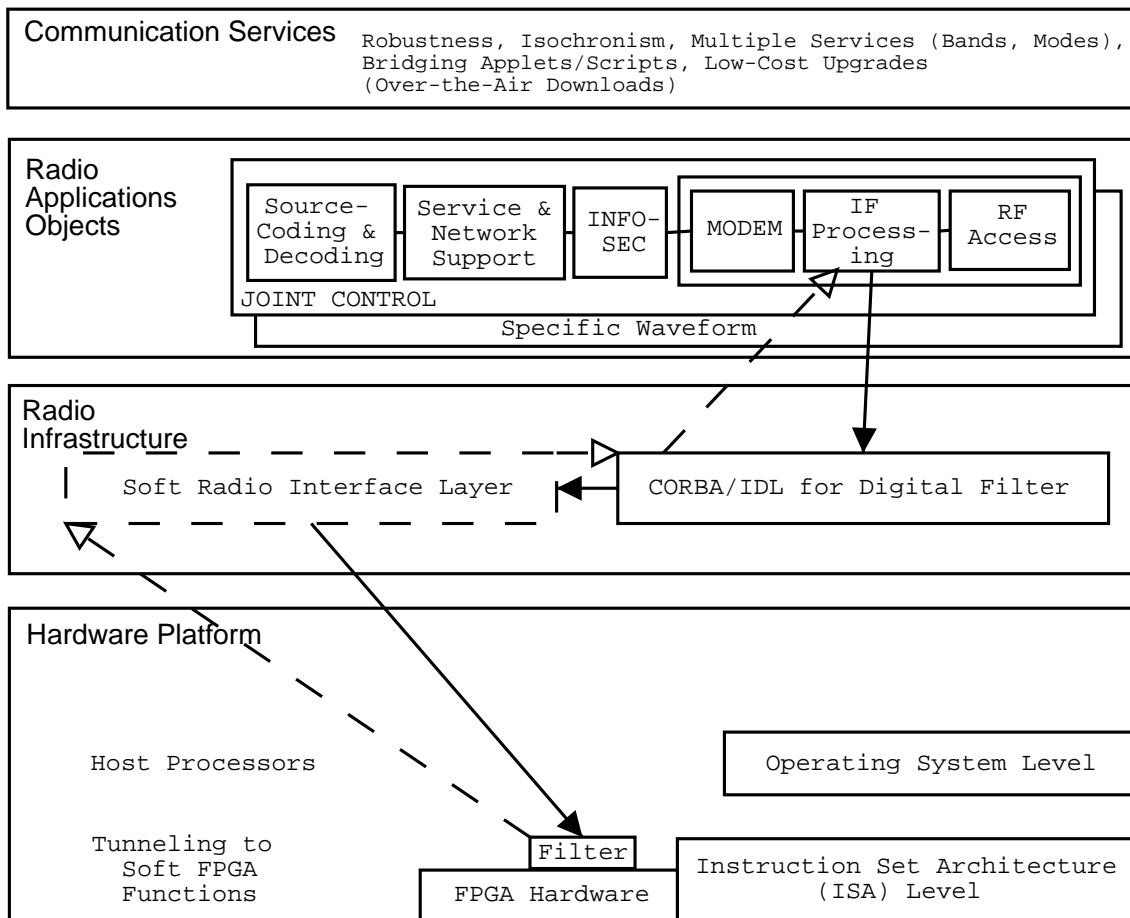 Communication Services
Robustness, Isochronism, Multiple Services (Bands, Modes),
Bridging Applets/Scripts, Low-Cost Upgrades
(Over-the-Air Downloads)
Radio
Applications
Objects
Source-
Coding &
Decoding
Service &
Network
Support
INFO-
SEC
MODEM
IF
Process-
ing
RF
Access
JOINT CONTROL
Specific Waveform
Radio
Infrastructure
Soft Radio Interface Layer
CORBA/IDL for Digital Filter
Hardware Platform
Host Processors
Operating System Level
Tunneling to
Soft FPGA
Functions
Filter
FPGA Hardware
Instruction Set Architecture
(ISA) Level